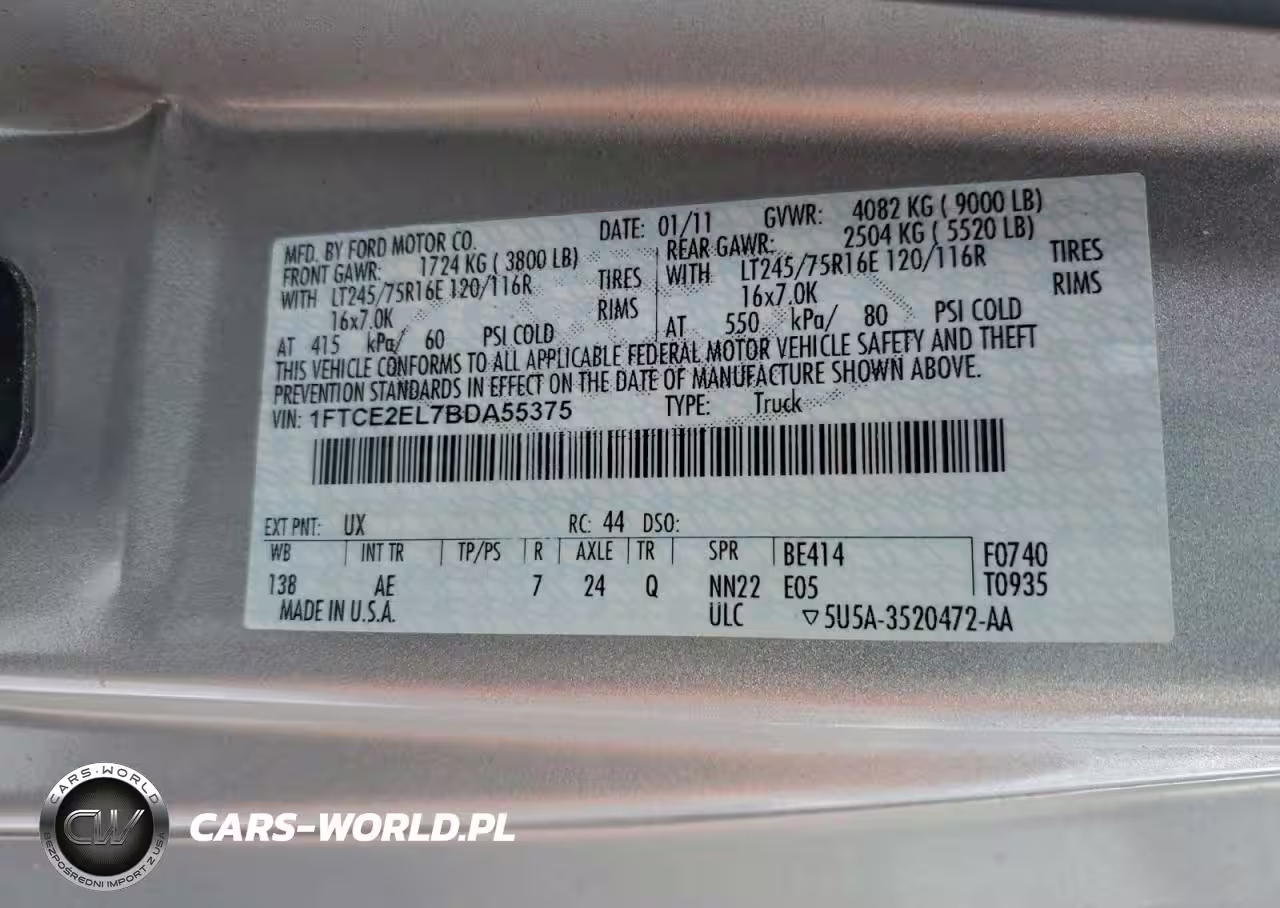 MFD. BY FORD MOTOR CO. DATE: 01/11 GVWR: 4082 KG ( 9000 LB)
FRONT GAWR: 1724 KG ( 3800 LB) REAR GAWR: 2504 KG ( 5520 LB)
WITH LT245/75R16E 120/116R TIRES WITH LT245/75R16E 120/116R TIRES
16x7.0K RIMS 16x7.0K RIMS
AT 415 kPa/ 60 PSI COLD AT 550 kPa/ 80 PSI COLD
THIS VEHICLE CONFORMS TO ALL APPLICABLE FEDERAL MOTOR VEHICLE SAFETY AND THEFT
PREVENTION STANDARDS IN EFFECT ON THE DATE OF MANUFACTURE SHOWN ABOVE.
VIN: 1FTCE2EL7BDA55375 TYPE: Truck
EXT PNT: UX RC: 44 DSO:
WB INT TR TP/PS R AXLE TR SPR BE414 F0740
138 AE 7 24 Q NN22 E05 T0935
MADE IN U.S.A. ULC ▽5U5A-3520472-AA
CARS-WORLD
CW
BEZPOŚREDNI IMPORT Z USA
CARS-WORLD.PL